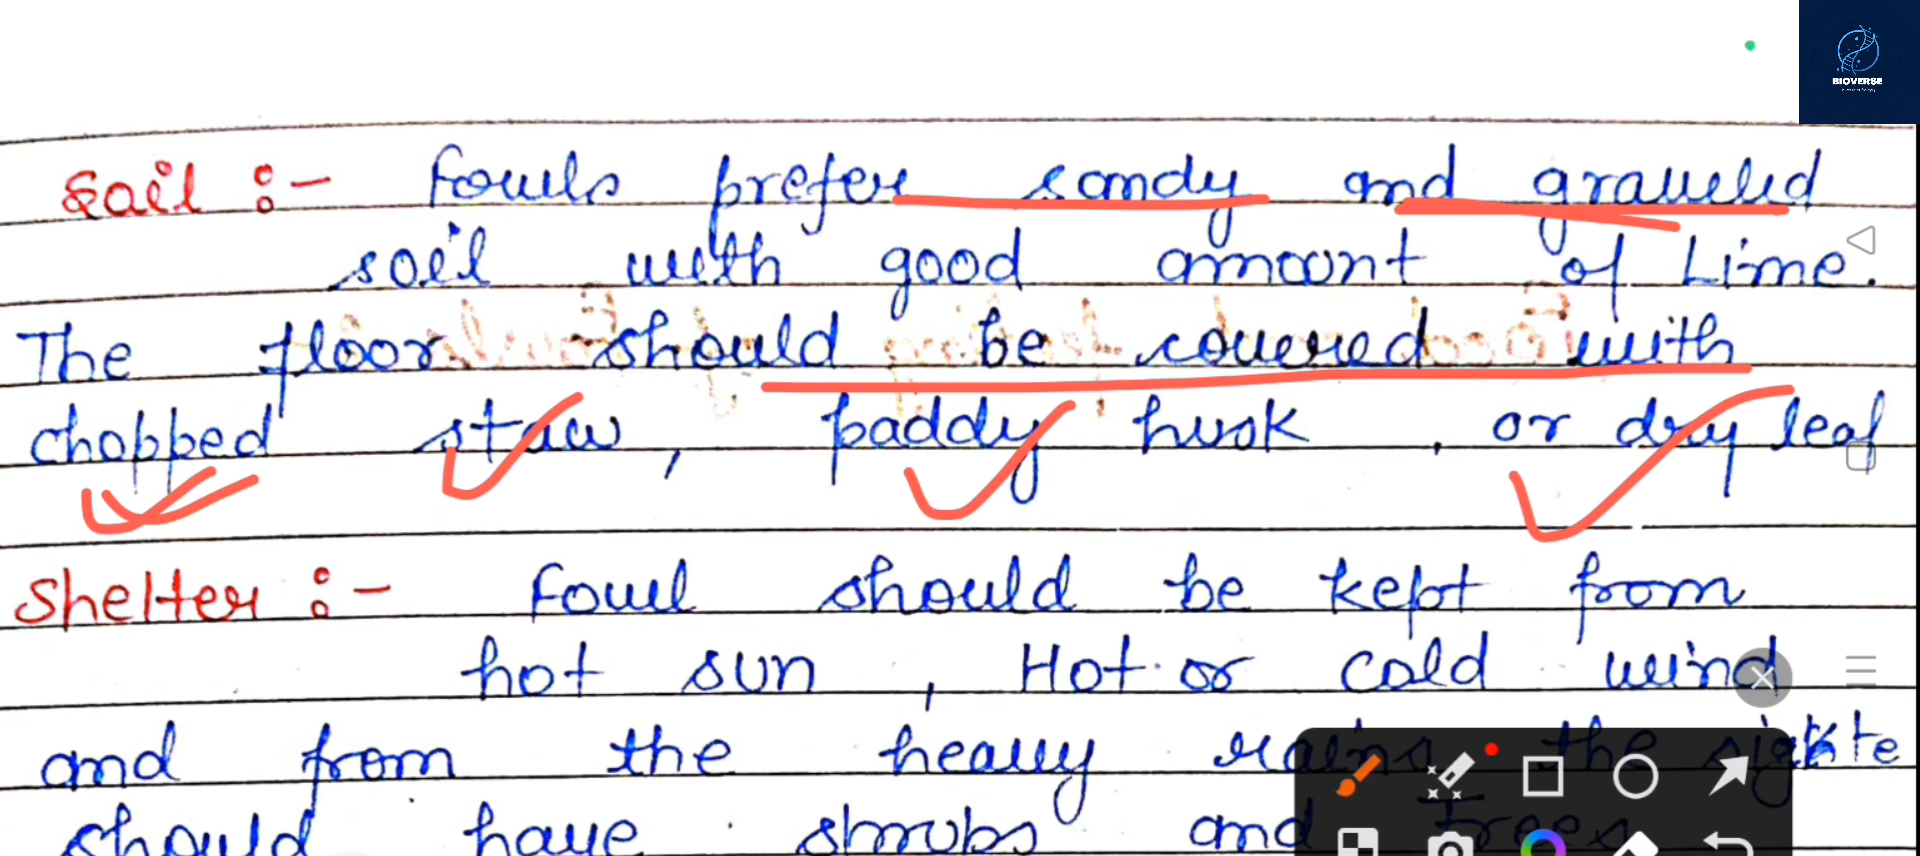 BIOVERSE
Soil :- Fowls prefer sandy and gravelled
soil with good amount of Lime.
The floor should be covered with
chopped staw, paddy husk , or dry leaf
Shelter :- Fowl should be kept from
hot sun , Hot or cold wind
and from the heavy rains the
should have shrubs and Trees